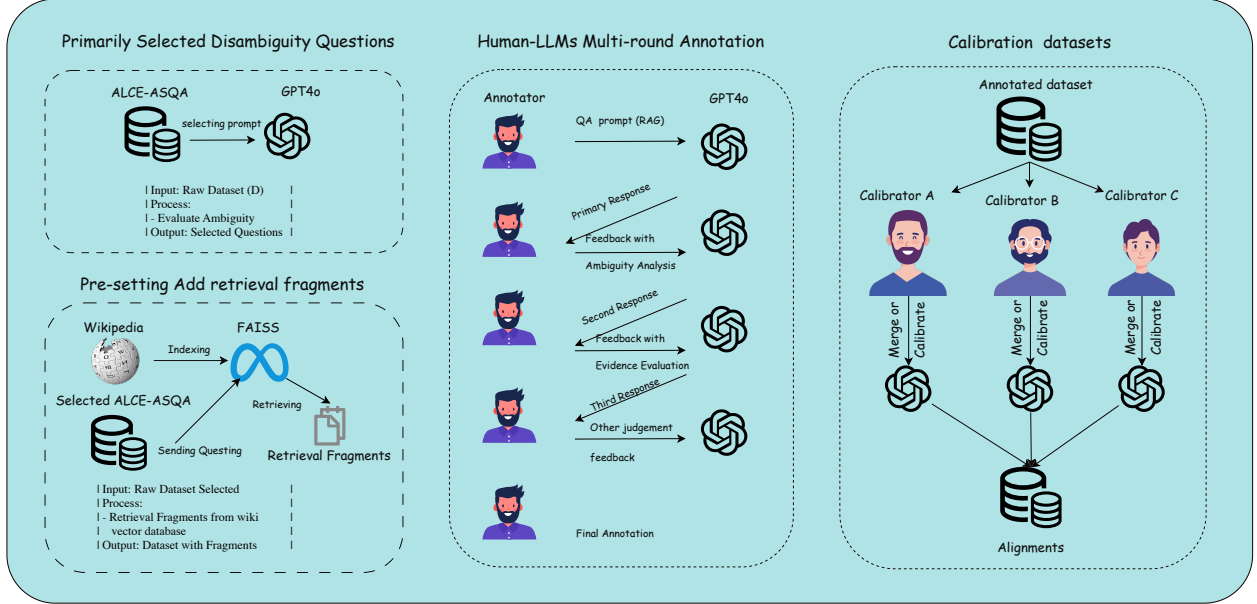 Primarily Selected Disambiguity Questions
ALCE-ASQA
GPT4o
selecting prompt
| Input: Raw Dataset (D) |
| Process: |
| - Evaluate Ambiguity |
| Output: Selected Questions |
Pre-setting Add retrieval fragments
Wikipedia
FAISS
Indexing
Selected ALCE-ASQA
Retrieving
Sending Questing
Retrieval Fragments
| Input: Raw Dataset Selected |
| Process: |
| - Retrieval Fragments from wiki |
| vector database |
| Output: Dataset with Fragments |
Human-LLMs Multi-round Annotation
Annotator
GPT4o
QA prompt (RAG)
Primary Response
Feedback with
Ambiguity Analysis
Second Response
Feedback with
Evidence Evaluation
Third Response
Other judgement
feedback
Final Annotation
Calibration datasets
Annotated dataset
Calibrator A
Calibrator B
Calibrator C
Merge or
Calibrate
Merge or
Calibrate
Merge or
Calibrate
Alignments